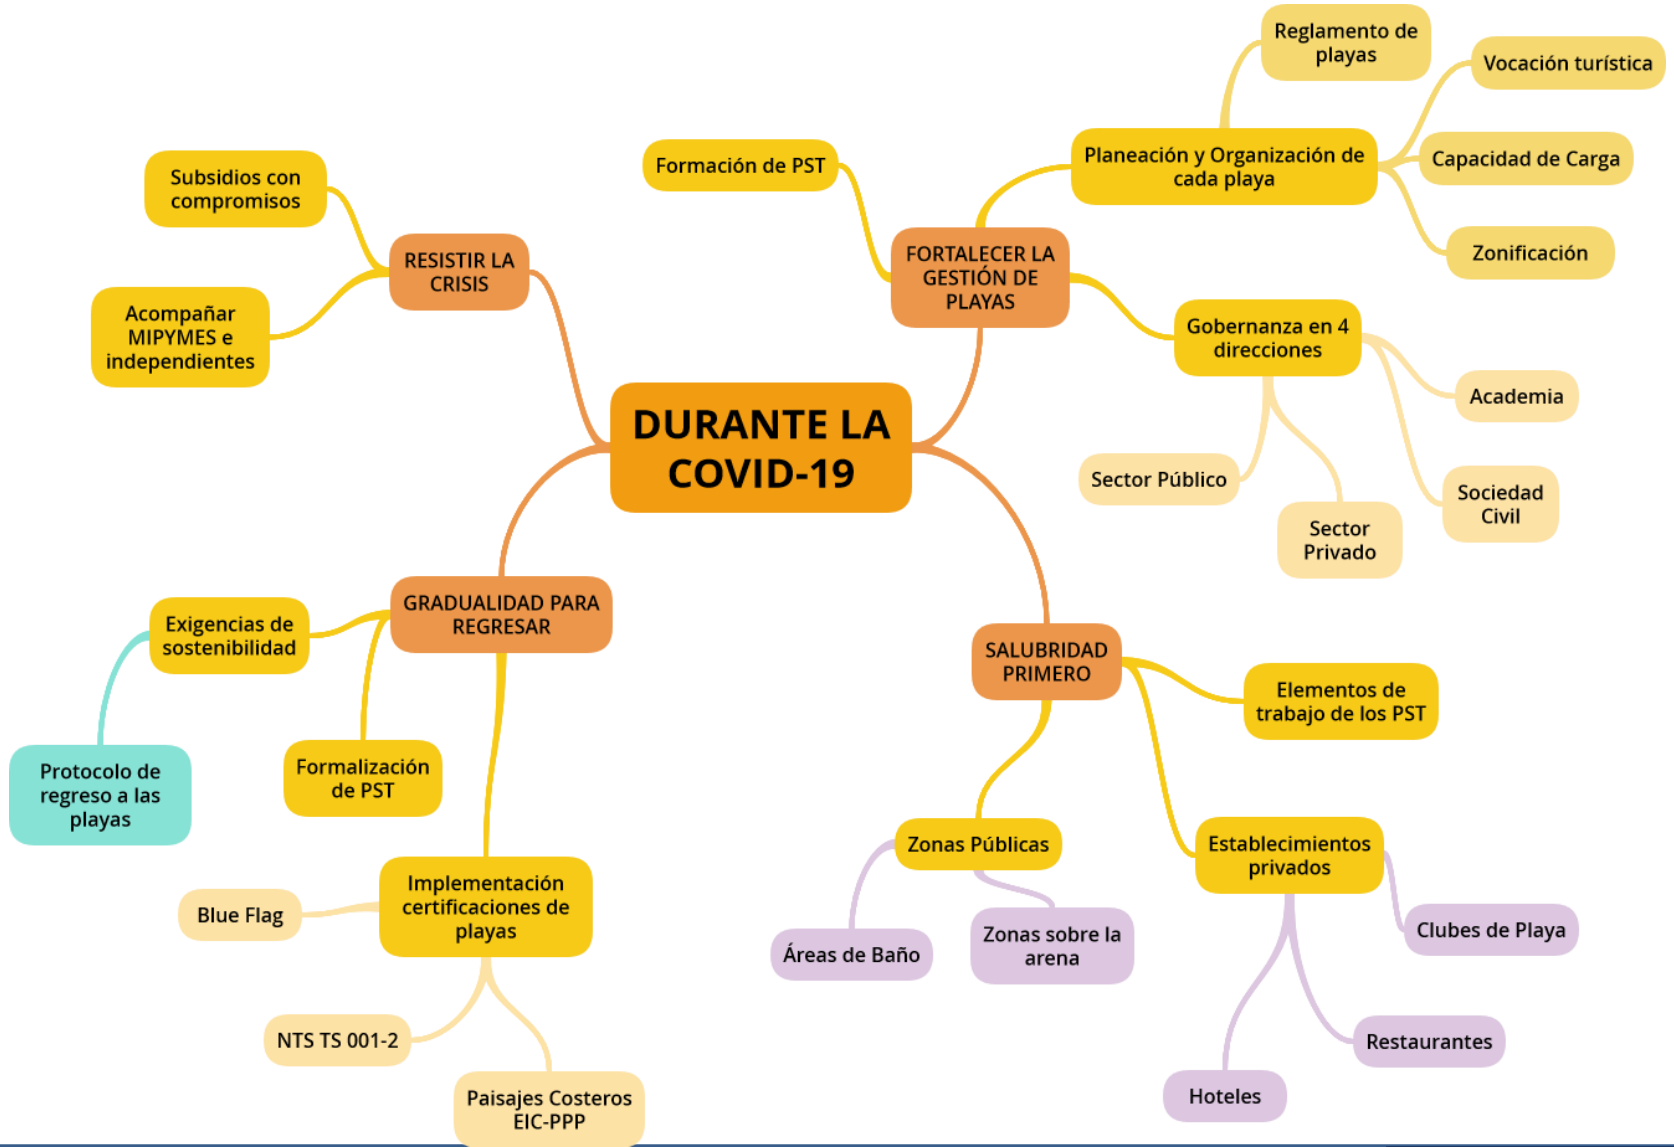 DURANTE LA
COVID-19
RESISTIR LA
CRISIS
Subsidios con
compromisos
Acompañar
MIPYMES e
independientes
FORTALECER LA
GESTIÓN DE
PLAYAS
Formación de PST
Planeación y Organización de
cada playa
Reglamento de
playas
Vocación turística
Capacidad de Carga
Zonificación
Gobernanza en 4
direcciones
Academia
Sociedad
Civil
Sector
Privado
Sector Público
GRADUALIDAD PARA
REGRESAR
Exigencias de
sostenibilidad
Protocolo de
regreso a las
playas
Formalización
de PST
Implementación
certificaciones de
playas
Blue Flag
NTS TS 001-2
Paisajes Costeros
EIC-PPP
SALUBRIDAD
PRIMERO
Elementos de
trabajo de los PST
Zonas Públicas
Áreas de Baño
Zonas sobre la
arena
Establecimientos
privados
Clubes de Playa
Restaurantes
Hoteles